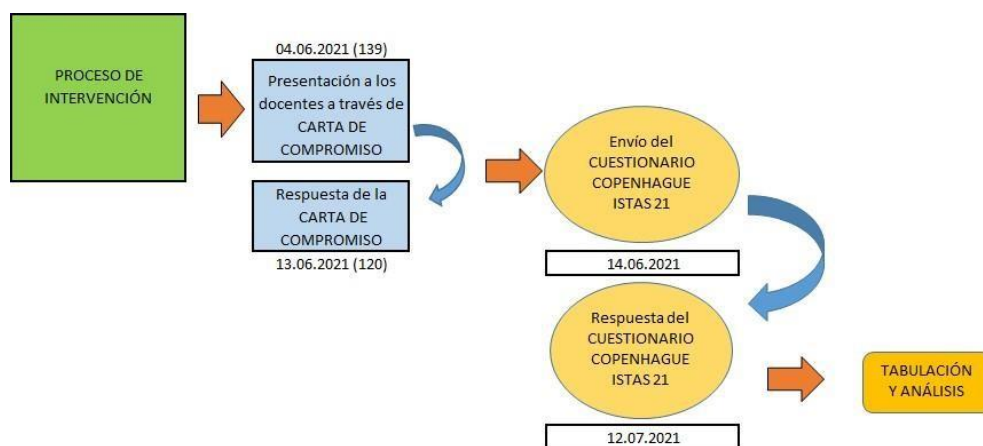 PROCESO DE
INTERVENCIÓN
04.06.2021 (139)
Presentación a los
docentes a través de
CARTA DE
COMPROMISO
Respuesta de la
CARTA DE
COMPROMISO
13.06.2021 (120)
Envío del
CUESTIONARIO
COPENHAGUE
ISTAS 21
14.06.2021
Respuesta del
CUESTIONARIO
COPENHAGUE
ISTAS 21
12.07.2021
TABULACIÓN
Y ANÁLISIS